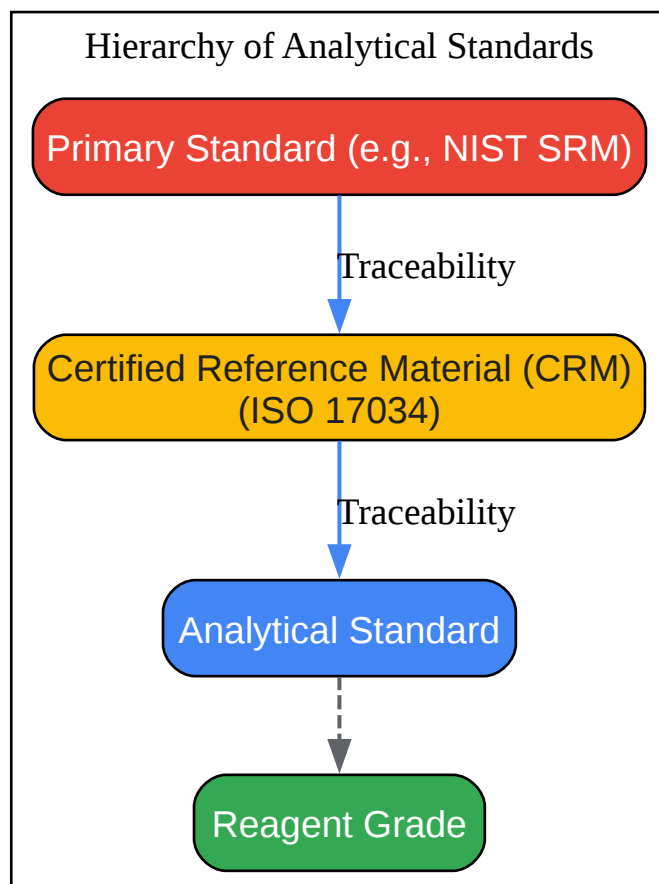 Hierarchy of Analytical Standards
Primary Standard (e.g., NIST SRM)
Traceability
Certified Reference Material (CRM)
(ISO 17034)
Traceability
Analytical Standard
Reagent Grade